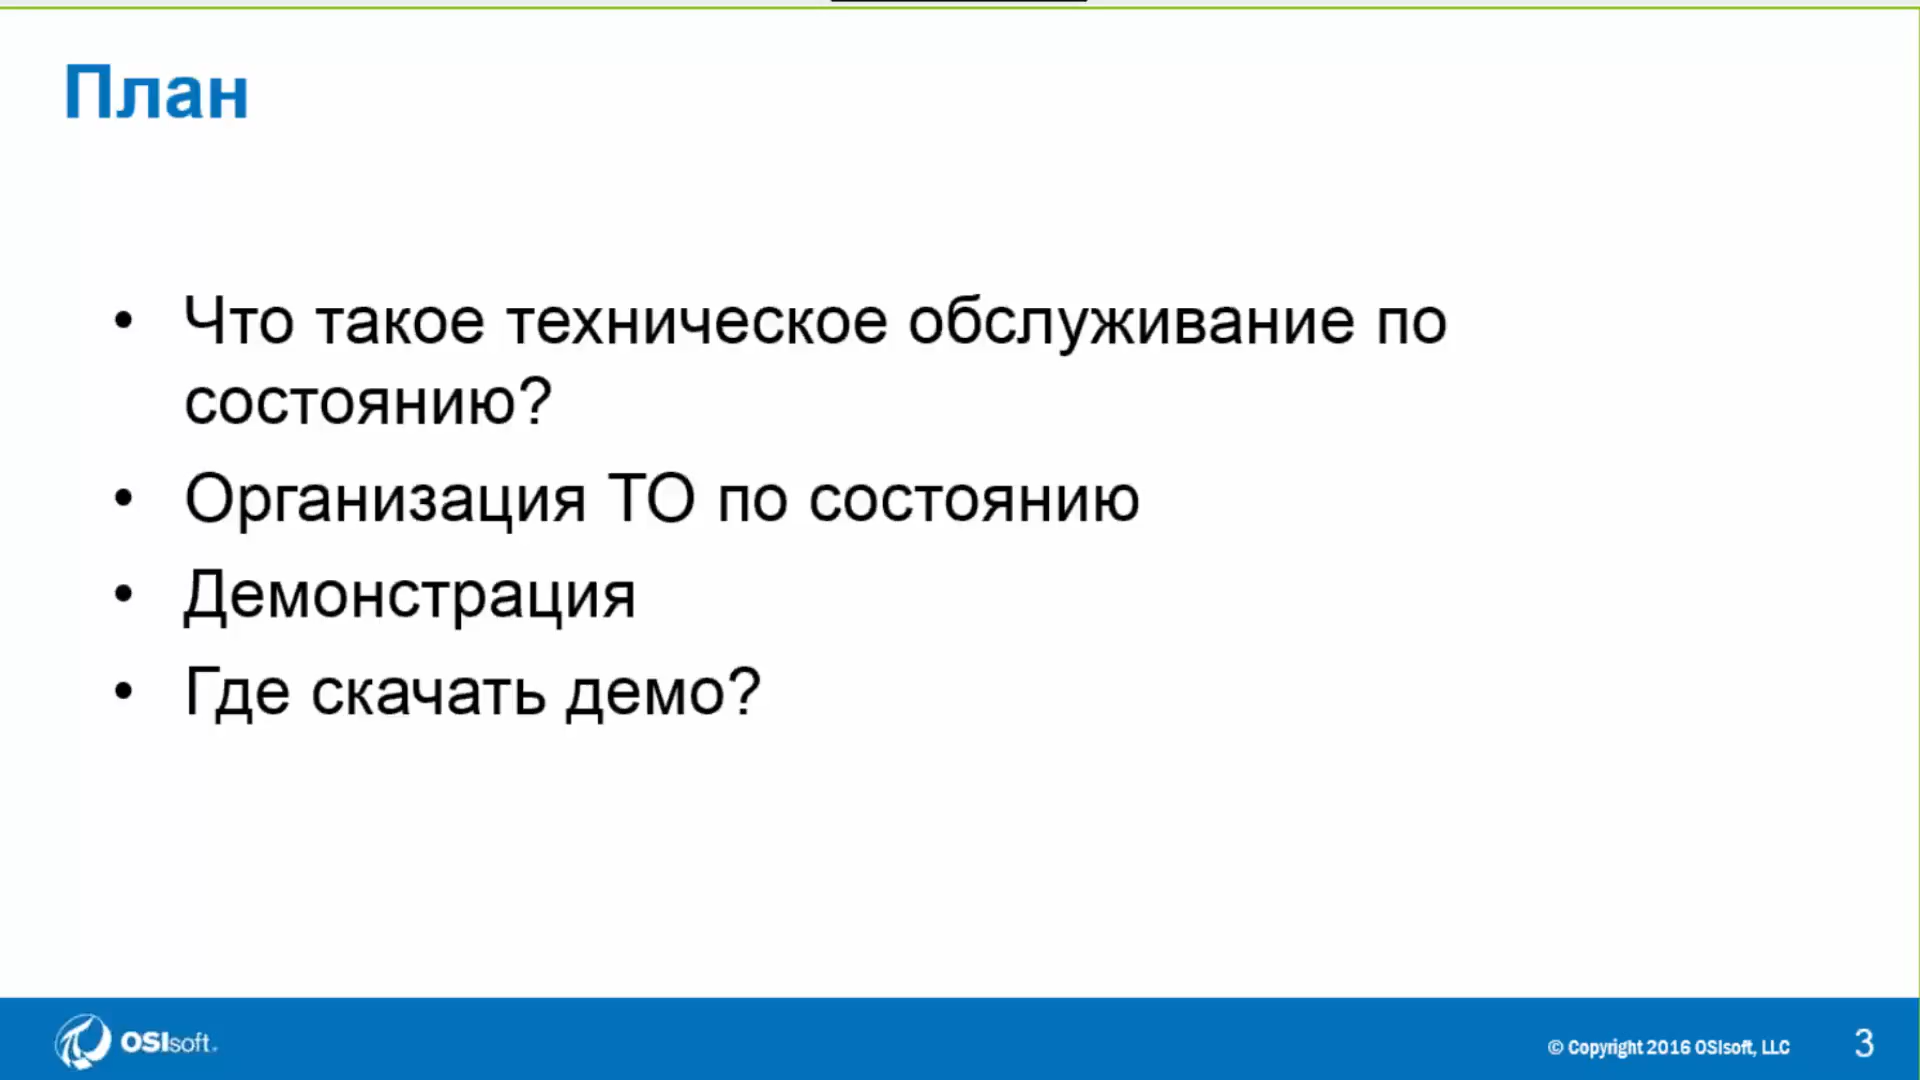 План
• Что такое техническое обслуживание по
состоянию?
• Организация ТО по состоянию
• Демонстрация
• Где скачать демо?
OSIsoft.
© Copyright 2016 OSIsoft, LLC
3